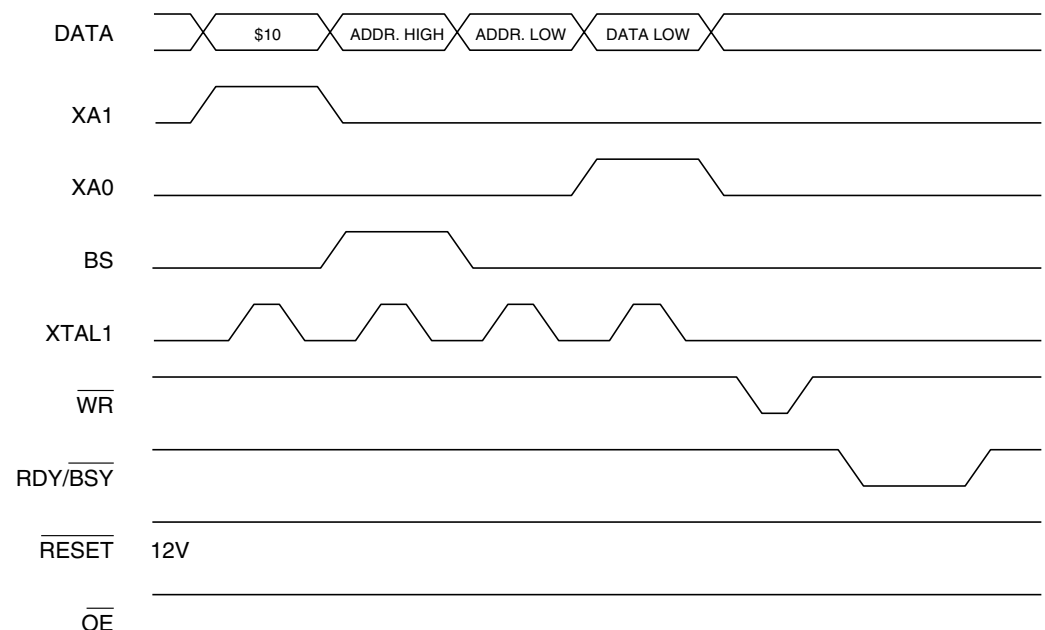 DATA $10 ADDR. HIGH ADDR. LOW DATA LOW
XA1
XA0
BS
XTAL1
WR
RDY/BSY
RESET 12V
OE